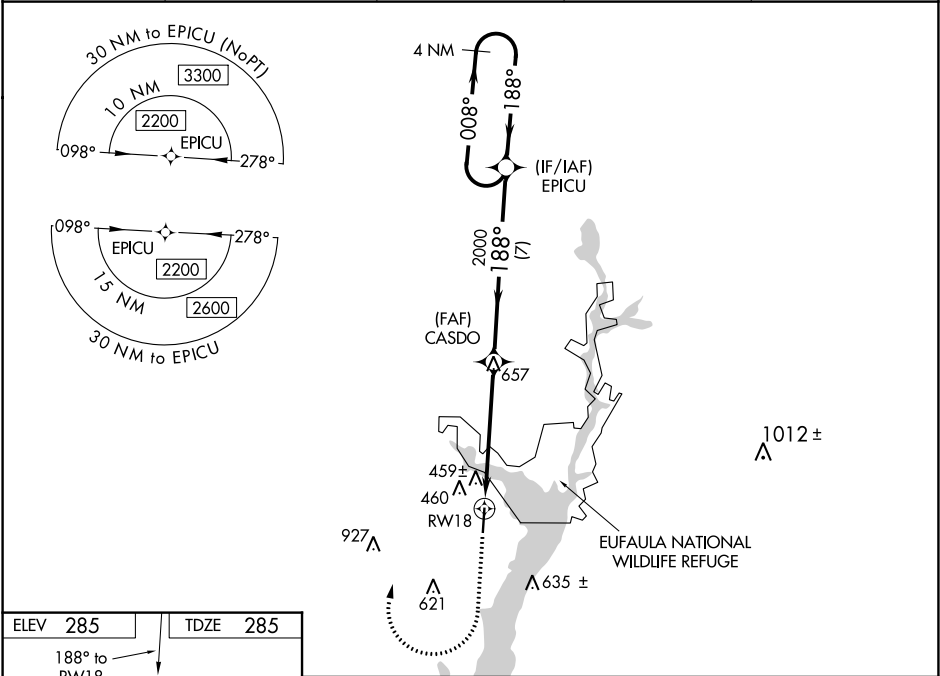 30 NM to EPICU (NoPT)
3300
10 NM
2200
EPICU
098°
278°
098°
278°
EPICU
2200
15 NM
2600
30 NM to EPICU
4 NM
008°
188°
(IF/IAF)
EPICU
2000
188°
(7)
(FAF)
CASDO
657
1012 ±
459±
460
RW18
927
EUFAULA NATIONAL
WILDLIFE REFUGE
621
635 ±
ELEV 285
TDZE 285
188° to
RW18